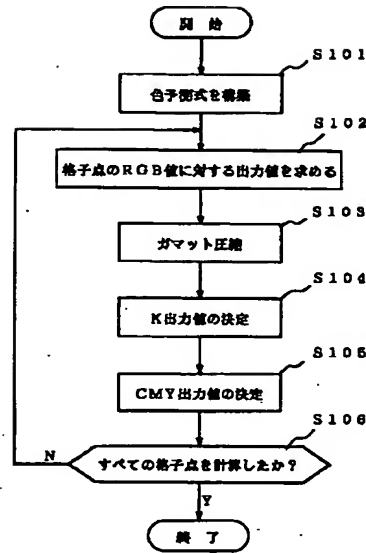 開始
S101
色予測式を構築
S102
格子点のRGB値に対する出力値を求める
S103
ガマット圧縮
S104
K出力値の決定
S105
CMY出力値の決定
S106
すべての格子点を計算したか?
N
Y
終了